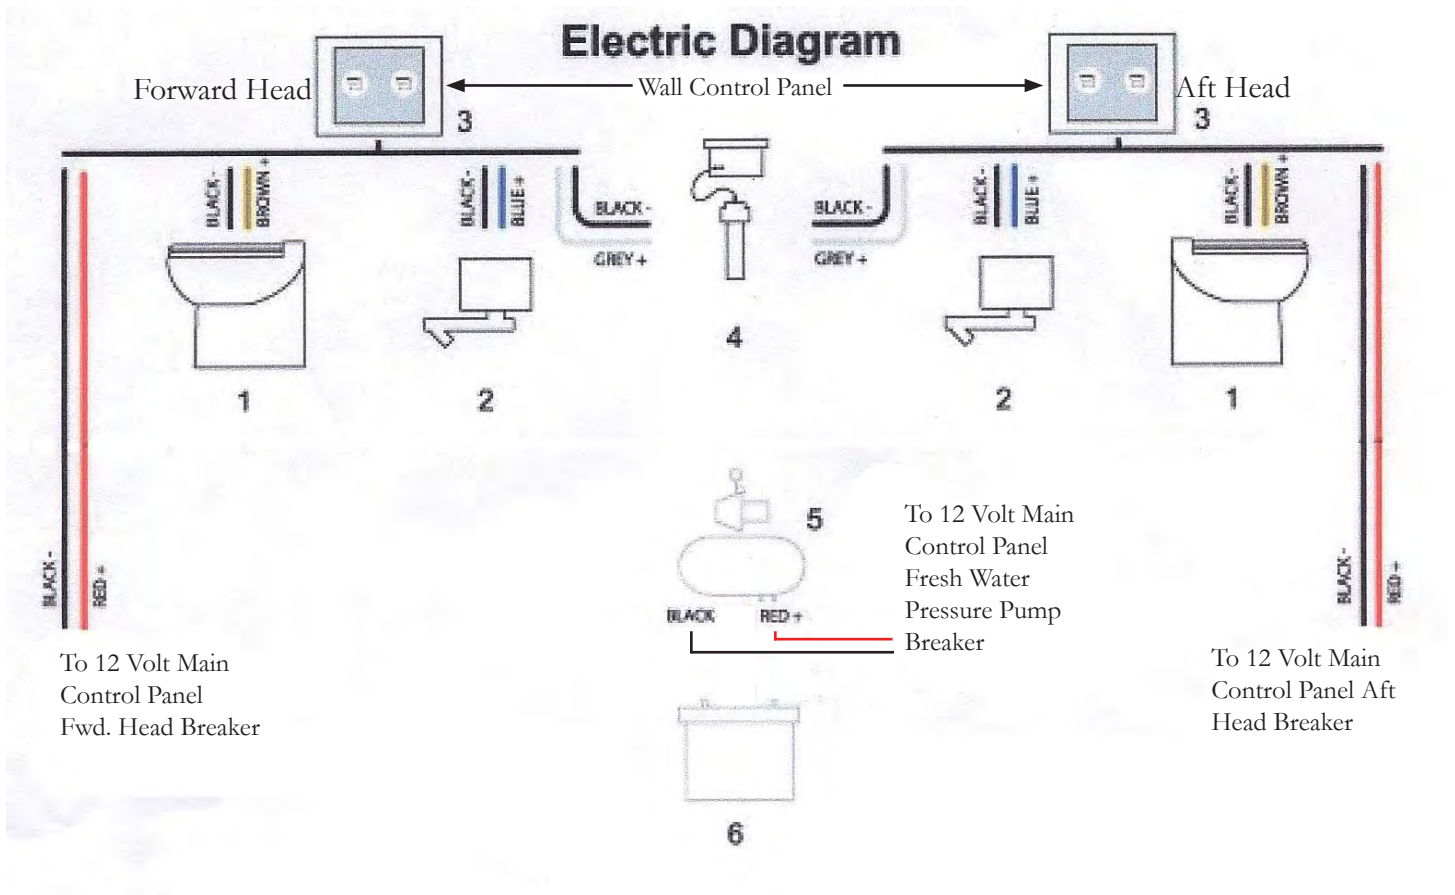 Electric Diagram
Forward Head
Wall Control Panel
Aft Head
3
3
BLACK -
BROWN +
BLACK -
BLUE +
BLACK -
GREY +
BLACK -
GREY +
BLACK -
BLUE +
BLACK -
BROWN +
1
2
4
2
1
5
BLACK -
RED +
BLACK
RED +
To 12 Volt Main
Control Panel
Fresh Water
Pressure Pump
Breaker
BLACK -
RED +
To 12 Volt Main
Control Panel
Fwd. Head Breaker
To 12 Volt Main
Control Panel Aft
Head Breaker
6